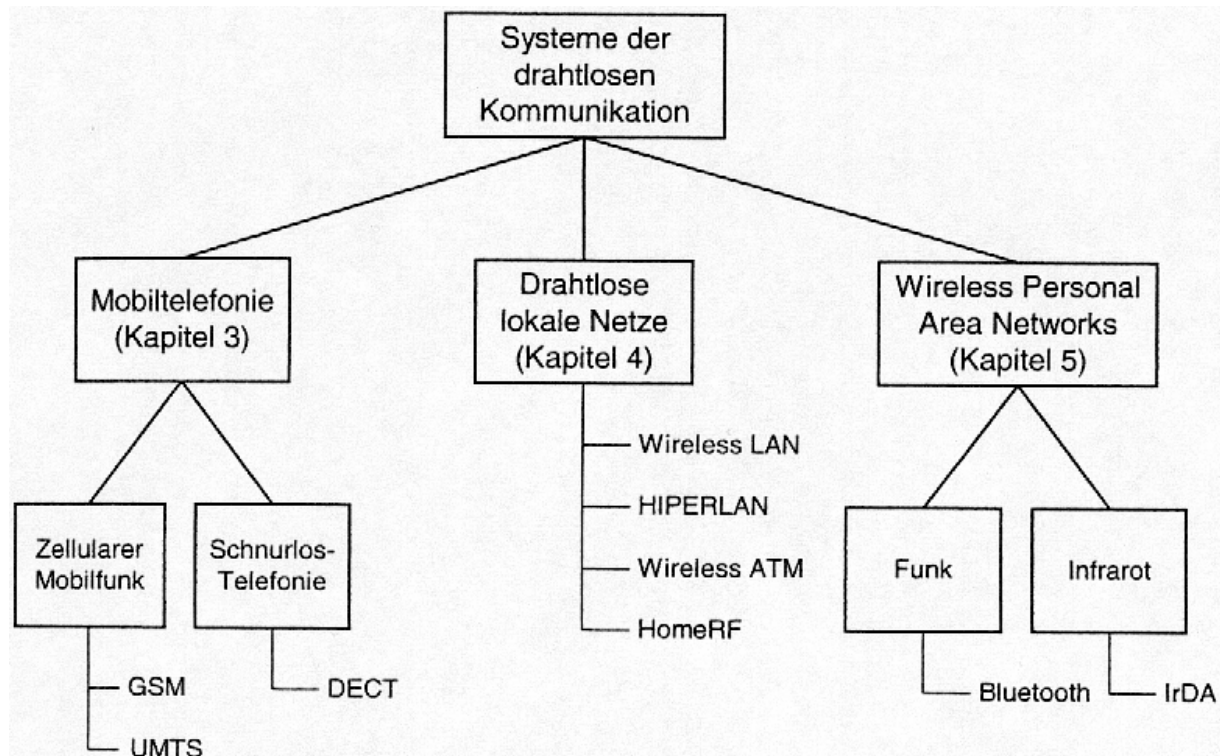 Systeme der
drahtlosen
Kommunikation
Mobiltelefonie
(Kapitel 3)
Drahtlose
lokale Netze
(Kapitel 4)
Wireless Personal
Area Networks
(Kapitel 5)
Zellularer
Mobilfunk
GSM
UMTS
Schnurlos-
Telefonie
DECT
Wireless LAN
HIPERLAN
Wireless ATM
HomeRF
Funk
Bluetooth
Infrarot
IrDA